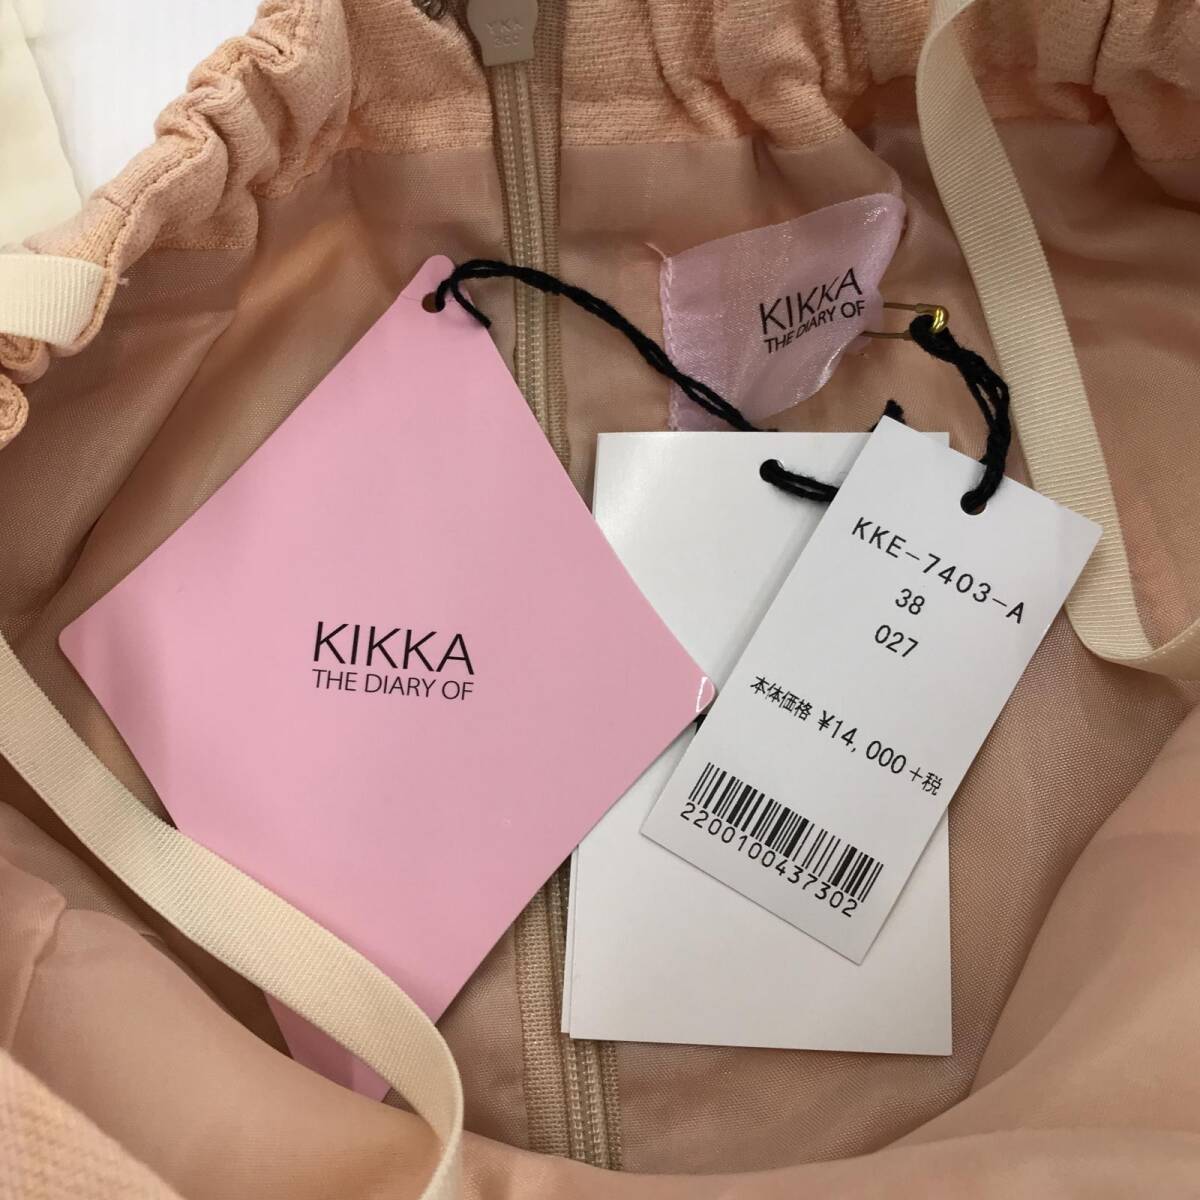 KIKKA
THE DIARY OF
KIKKA
THE DIARY OF
KKE-7403-A
38
027
本体価格 ¥14,000+税
2200100437302